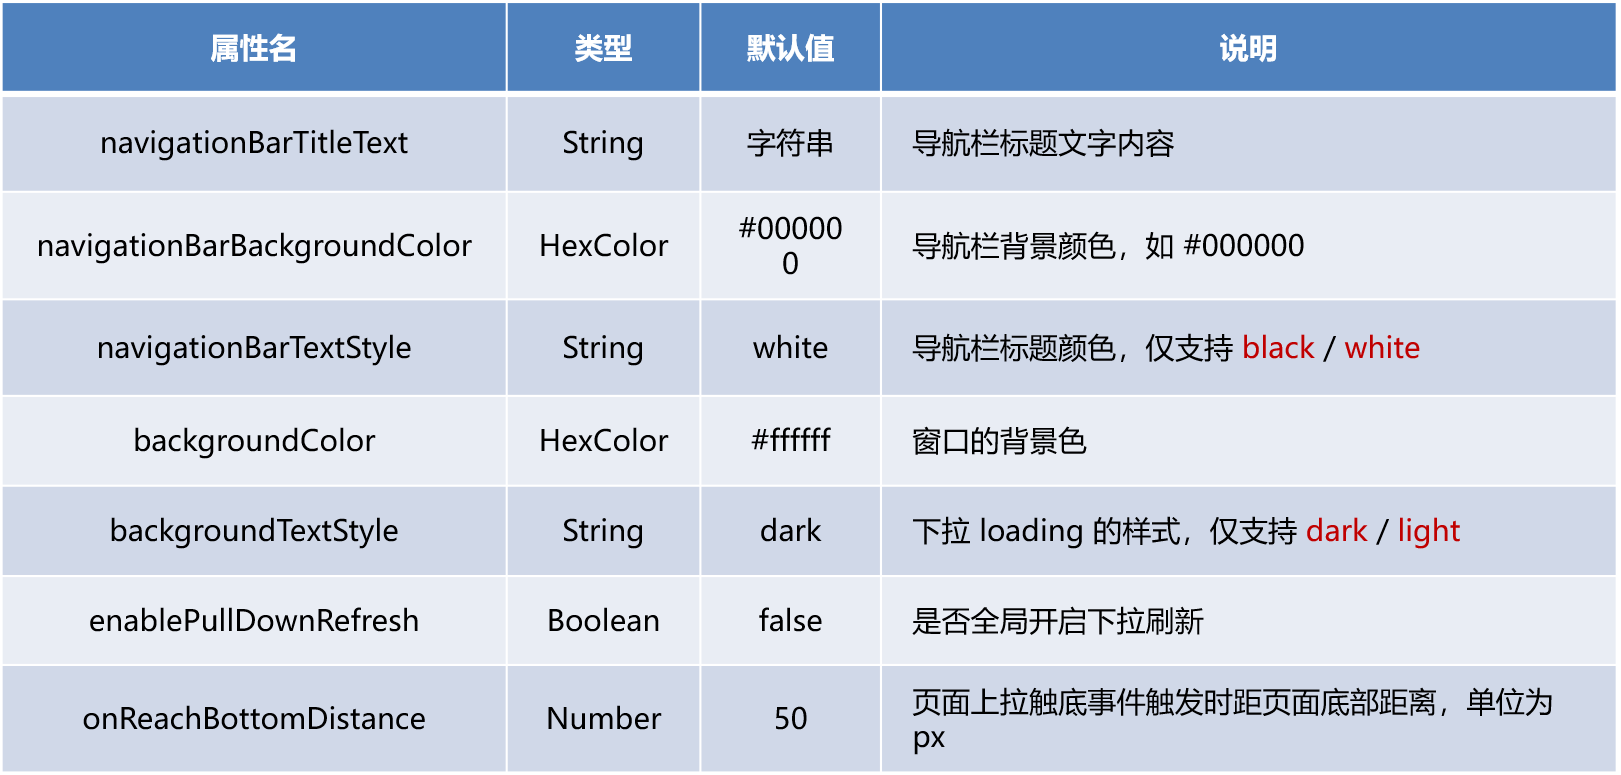 属性名 类型 默认值 说明
navigationBarTitleText String 字符串 导航栏标题文字内容
navigationBarBackgroundColor HexColor #00000
0 导航栏背景颜色，如 #000000
navigationBarTextStyle String white 导航栏标题颜色，仅支持 black / white
backgroundColor HexColor #ffffff 窗口的背景色
backgroundTextStyle String dark 下拉 loading 的样式，仅支持 dark / light
enablePullDownRefresh Boolean false 是否全局开启下拉刷新
onReachBottomDistance Number 50 页面上拉触底事件触发时距页面底部距离，单位为
px